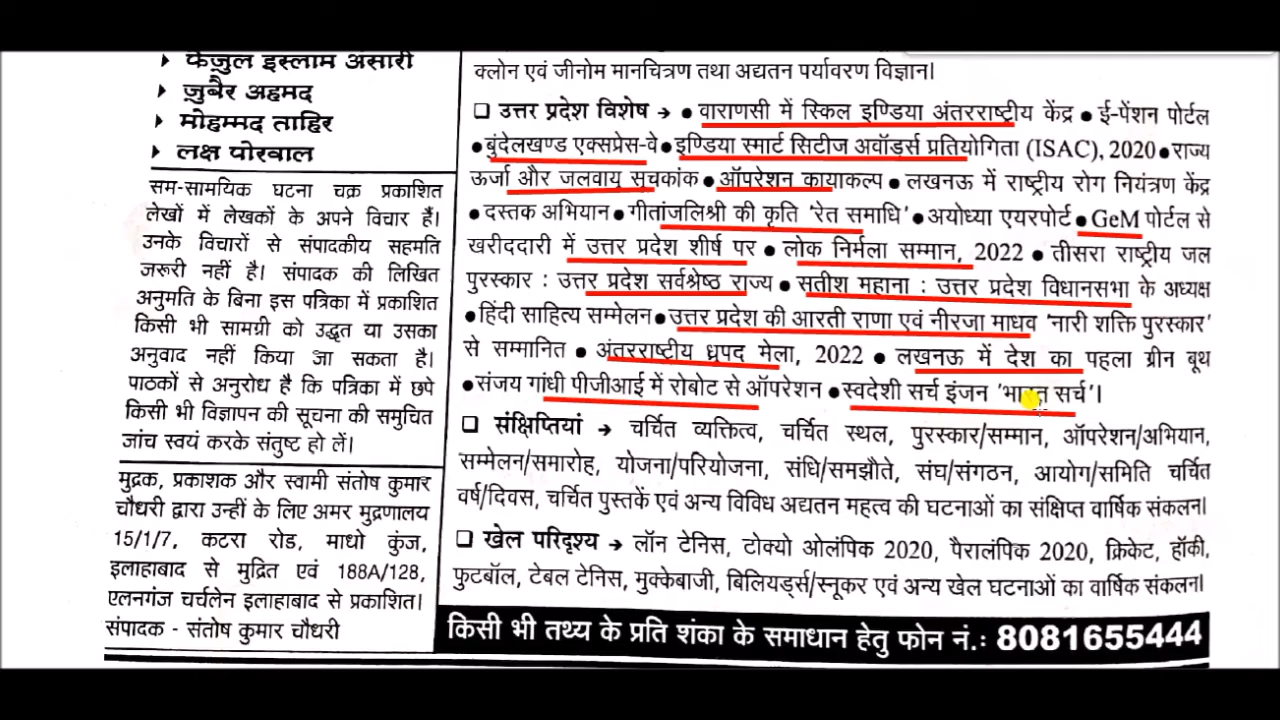 फैजुल इस्लाम अंसारी
ज़ुबैर अहमद
मोहम्मद ताहिर
लक्ष पोरवाल
सम-सामयिक घटना चक्र प्रकाशित
लेखों में लेखकों के अपने विचार हैं।
उनके विचारों से संपादकीय सहमति
जरूरी नहीं है। संपादक की लिखित
अनुमति के बिना इस पत्रिका में प्रकाशित
किसी भी सामग्री को उद्धृत या उसका
अनुवाद नहीं किया जा सकता है।
पाठकों से अनुरोध है कि पत्रिका में छपे
किसी भी विज्ञापन की सूचना की समुचित
जांच स्वयं करके संतुष्ट हो लें।
मुद्रक, प्रकाशक और स्वामी संतोष कुमार
चौधरी द्वारा उन्हीं के लिए अमर मुद्रणालय
15/1/7, कटरा रोड, माधो कुंज,
इलाहाबाद से मुद्रित एवं 188A/128,
एलनगंज चर्चलेन इलाहाबाद से प्रकाशित।
संपादक - संतोष कुमार चौधरी
क्लोन एवं जीनोम मानचित्रण तथा अद्यतन पर्यावरण विज्ञान।
❑ उत्तर प्रदेश विशेष → ● वाराणसी में स्किल इण्डिया अंतरराष्ट्रीय केंद्र ● ई-पेंशन पोर्टल
● बुंदेलखण्ड एक्सप्रेस-वे ● इण्डिया स्मार्ट सिटीज अवॉर्ड्स प्रतियोगिता (ISAC), 2020 ● राज्य
ऊर्जा और जलवायु सूचकांक ● ऑपरेशन कायाकल्प ● लखनऊ में राष्ट्रीय रोग नियंत्रण केंद्र
● दस्तक अभियान ● गीतांजलिश्री की कृति 'रेत समाधि' ● अयोध्या एयरपोर्ट ● GeM पोर्टल से
खरीददारी में उत्तर प्रदेश शीर्ष पर ● लोक निर्मला सम्मान, 2022 ● तीसरा राष्ट्रीय जल
पुरस्कार : उत्तर प्रदेश सर्वश्रेष्ठ राज्य ● सतीश महाना : उत्तर प्रदेश विधानसभा के अध्यक्ष
● हिंदी साहित्य सम्मेलन ● उत्तर प्रदेश की आरती राणा एवं नीरजा माधव 'नारी शक्ति पुरस्कार'
से सम्मानित ● अंतरराष्ट्रीय ध्रुपद मेला, 2022 ● लखनऊ में देश का पहला ग्रीन बूथ
● संजय गांधी पीजीआई में रोबोट से ऑपरेशन ● स्वदेशी सर्च इंजन 'भारत सर्च'।
❑ संक्षिप्तियां → चर्चित व्यक्तित्व, चर्चित स्थल, पुरस्कार/सम्मान, ऑपरेशन/अभियान,
सम्मेलन/समारोह, योजना/परियोजना, संधि/समझौते, संघ/संगठन, आयोग/समिति चर्चित
वर्ष/दिवस, चर्चित पुस्तकें एवं अन्य विविध अद्यतन महत्व की घटनाओं का संक्षिप्त वार्षिक संकलन।
❑ खेल परिदृश्य → लॉन टेनिस, टोक्यो ओलंपिक 2020, पैरालंपिक 2020, क्रिकेट, हॉकी,
फुटबॉल, टेबल टेनिस, मुक्केबाजी, बिलियर्ड्स/स्नूकर एवं अन्य खेल घटनाओं का वार्षिक संकलन।
किसी भी तथ्य के प्रति शंका के समाधान हेतु फोन नं.: 8081655444